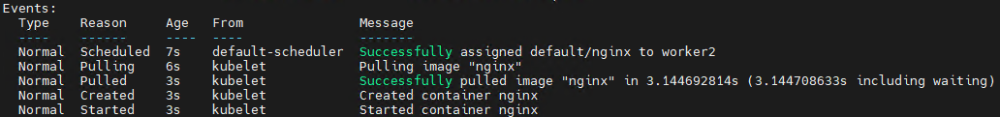 Events:
  Type    Reason     Age   From               Message
  ----    ------     ----  ----               -------
  Normal  Scheduled  7s    default-scheduler  Successfully assigned default/nginx to worker2
  Normal  Pulling    6s    kubelet            Pulling image "nginx"
  Normal  Pulled     3s    kubelet            Successfully pulled image "nginx" in 3.144692814s (3.144708633s including waiting)
  Normal  Created    3s    kubelet            Created container nginx
  Normal  Started    3s    kubelet            Started container nginx